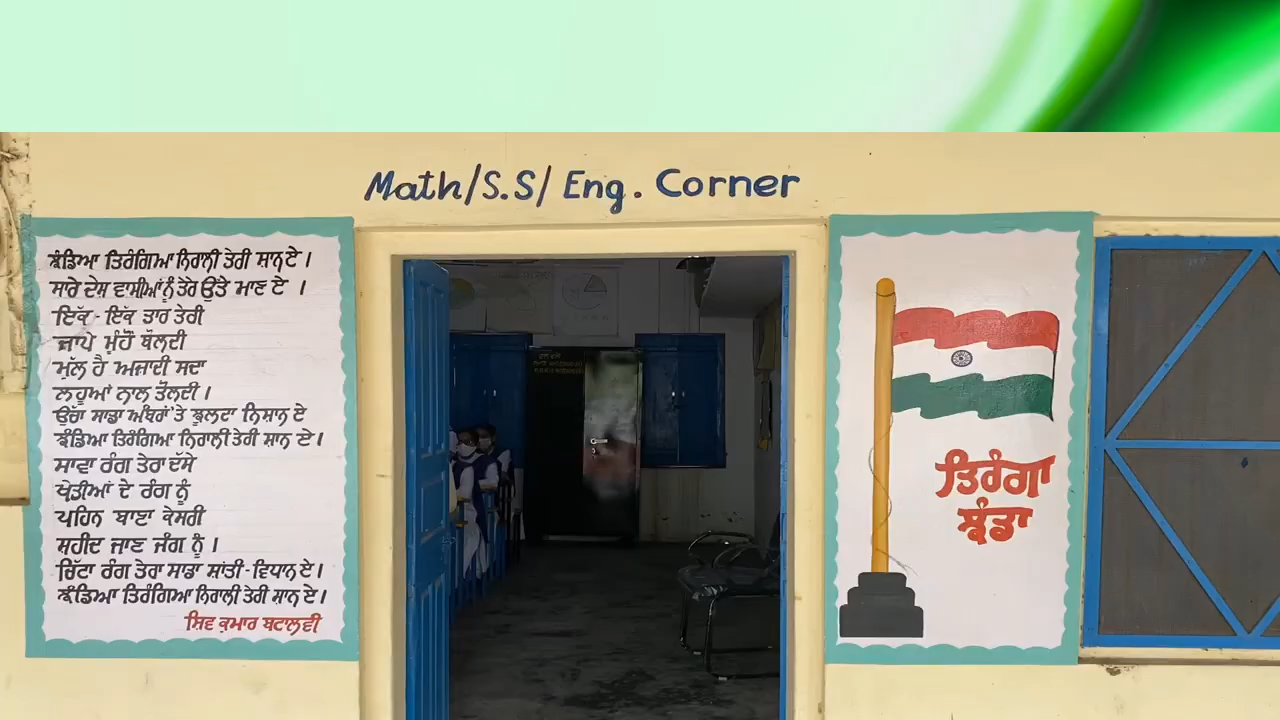 Math/S.S/ Eng. Corner
ਝੰਡਿਆ ਤਿਰੰਗਿਆ ਨਿਰਾਲੀ ਤੇਰੀ ਸ਼ਾਨ ਏ ।
ਸਾਰੇ ਦੇਸ਼ ਵਾਸੀਆਂ ਨੂੰ ਤੇਰੇ ਉੱਤੇ ਮਾਣ ਏ ।
ਇੱਕ - ਇੱਕ ਤਾਰ ਤੇਰੀ
ਜਾਪੇ ਮੂੰਹੋਂ ਬੋਲਦੀ
ਮੁੱਲ ਹੈ ਅਜ਼ਾਦੀ ਸਦਾ
ਲਹੂਆਂ ਨਾਲ ਤੋਲਦੀ ।
ਉੱਚਾ ਸਾਡਾ ਅੰਬਰਾਂ 'ਤੇ ਝੂਲਦਾ ਨਿਸ਼ਾਨ ਏ
ਝੰਡਿਆ ਤਿਰੰਗਿਆ ਨਿਰਾਲੀ ਤੇਰੀ ਸ਼ਾਨ ਏ ।
ਸਾਵਾ ਰੰਗ ਤੇਰਾ ਦੱਸੇ
ਖੇੜੀਆਂ ਦੇ ਰੰਗ ਨੂੰ
ਪਹਿਨ ਬਾਣਾ ਕੇਸਰੀ
ਸ਼ਹੀਦ ਜਾਣ ਜੰਗ ਨੂੰ ।
ਚਿੱਟਾ ਰੰਗ ਤੇਰਾ ਸਾਡਾ ਸ਼ਾਂਤੀ - ਵਿਧਾਨ ਏ ।
ਝੰਡਿਆ ਤਿਰੰਗਿਆ ਨਿਰਾਲੀ ਤੇਰੀ ਸ਼ਾਨ ਏ ।
ਸ਼ਿਵ ਕੁਮਾਰ ਬਟਾਲਵੀ
ਤਿਰੰਗਾ
ਝੰਡਾ